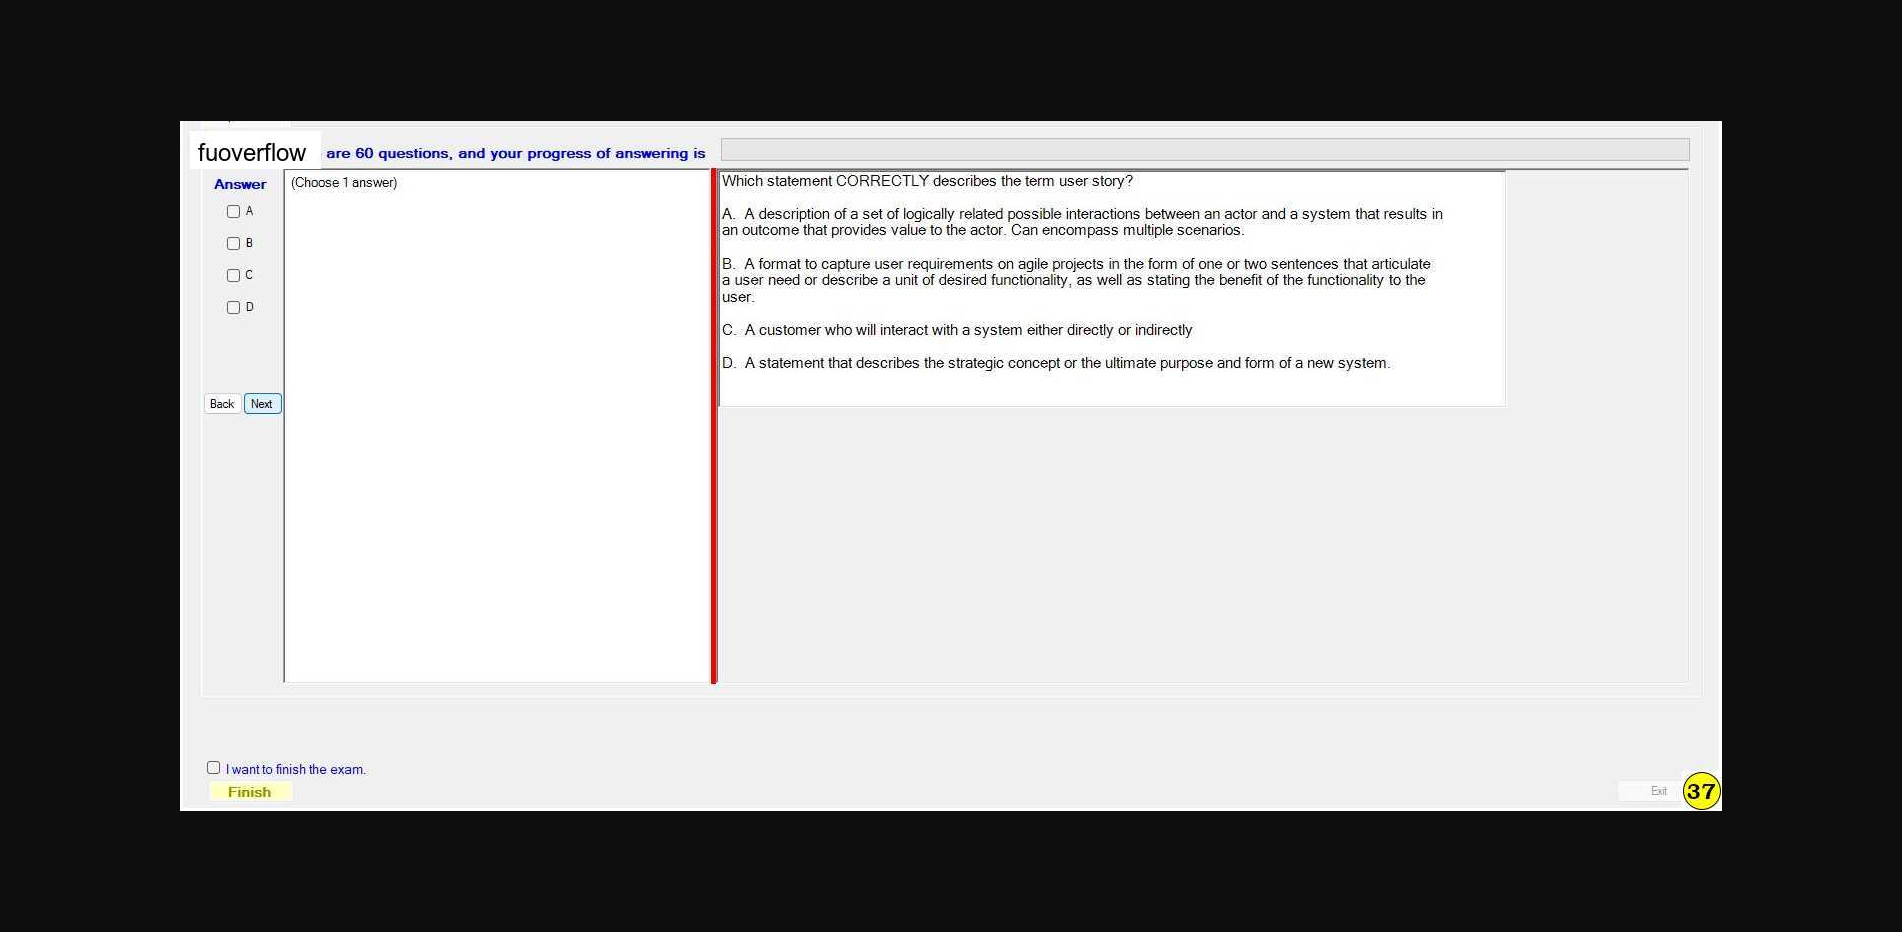 fuoverflow are 60 questions, and your progress of answering is
Answer
A
B
C
D
Back Next
(Choose 1 answer)
Which statement CORRECTLY describes the term user story?
A. A description of a set of logically related possible interactions between an actor and a system that results in
an outcome that provides value to the actor. Can encompass multiple scenarios.
B. A format to capture user requirements on agile projects in the form of one or two sentences that articulate
a user need or describe a unit of desired functionality, as well as stating the benefit of the functionality to the
user.
C. A customer who will interact with a system either directly or indirectly
D. A statement that describes the strategic concept or the ultimate purpose and form of a new system.
I want to finish the exam.
Finish
Exit
37